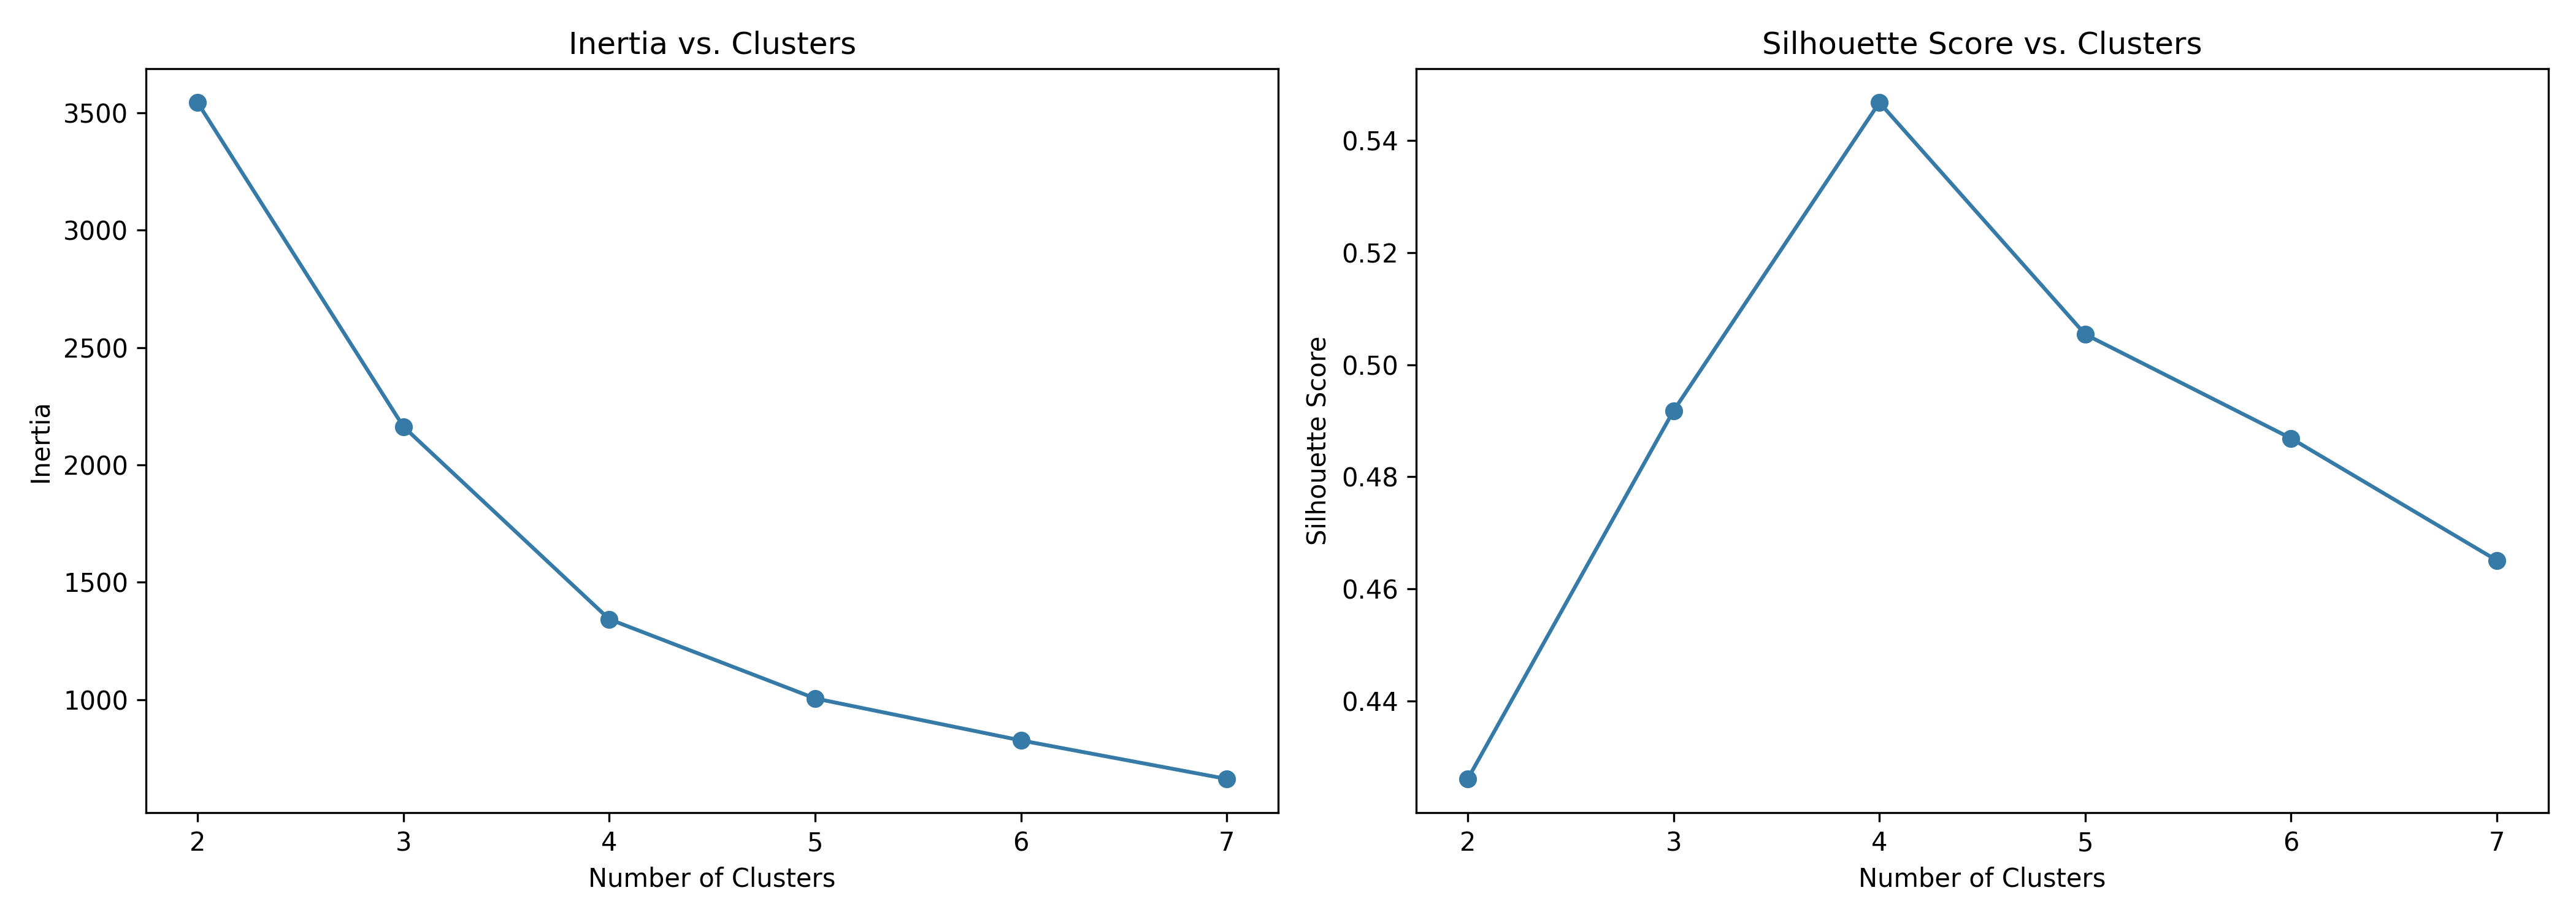 Inertia vs. Clusters
3500
3000
2500
2000
1500
1000
Inertia
2 3 4 5 6 7
Number of Clusters
Silhouette Score vs. Clusters
0.54
0.52
0.50
0.48
0.46
0.44
Silhouette Score
2 3 4 5 6 7
Number of Clusters